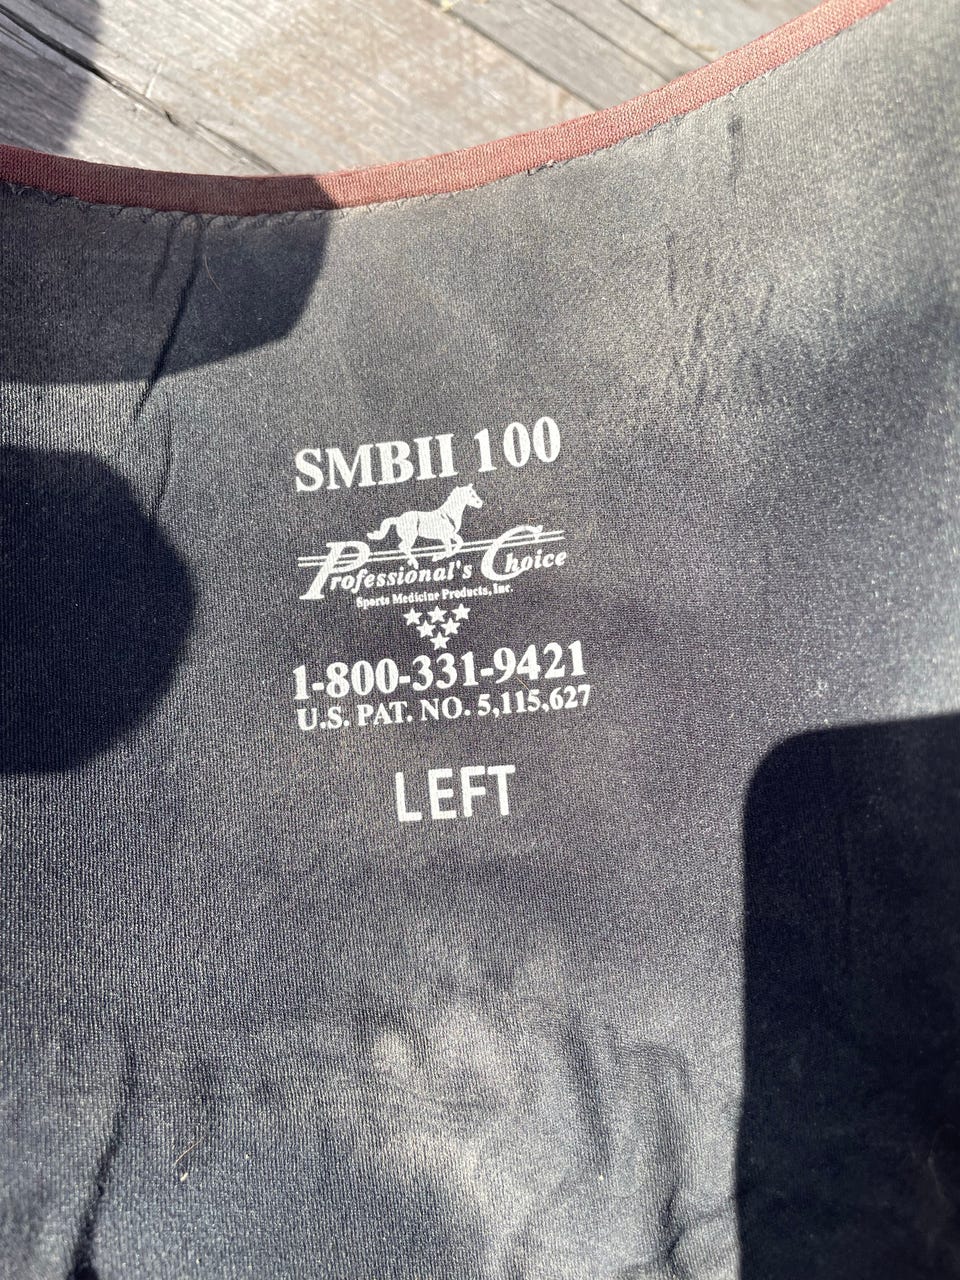 SMBII 100
Professional's Choice
Sports Medicine Products, Inc.
1-800-331-9421
U.S. PAT. NO. 5,115,627
LEFT